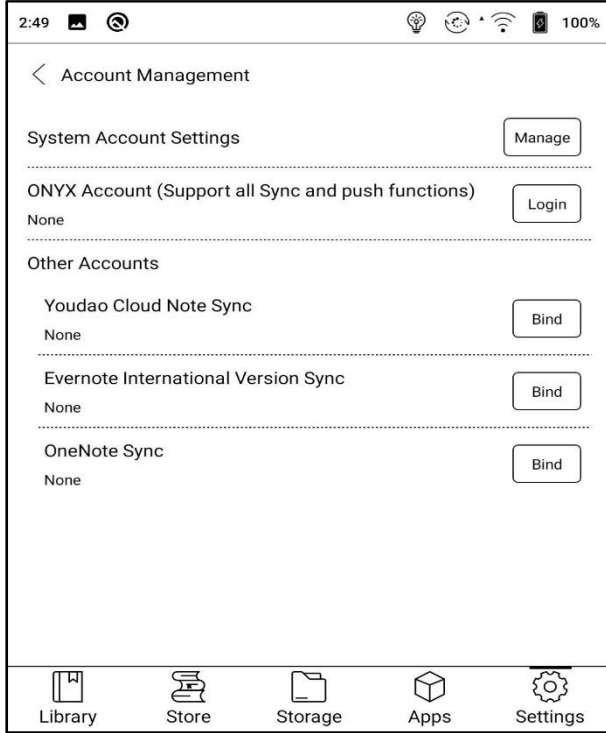 2:49 100%
Account Management
System Account Settings Manage
ONYX Account (Support all Sync and push functions) Login
None
Other Accounts
Youdao Cloud Note Sync Bind
None
Evernote International Version Sync Bind
None
OneNote Sync Bind
None
Library Store Storage Apps Settings